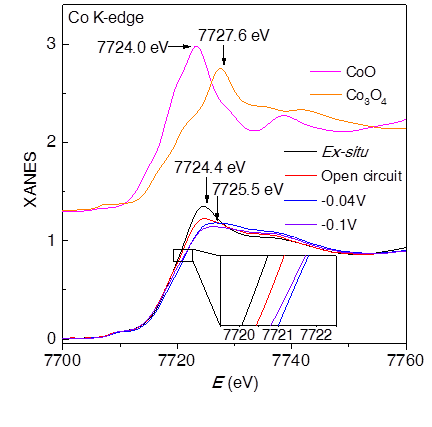 Co K-edge
7724.0 eV
7727.6 eV
CoO
Co3O4
Ex-situ
Open circuit
-0.04V
-0.1V
7724.4 eV
7725.5 eV
7720 7721 7722
3
2
1
0
XANES
7700 7720 7740 7760
E (eV)